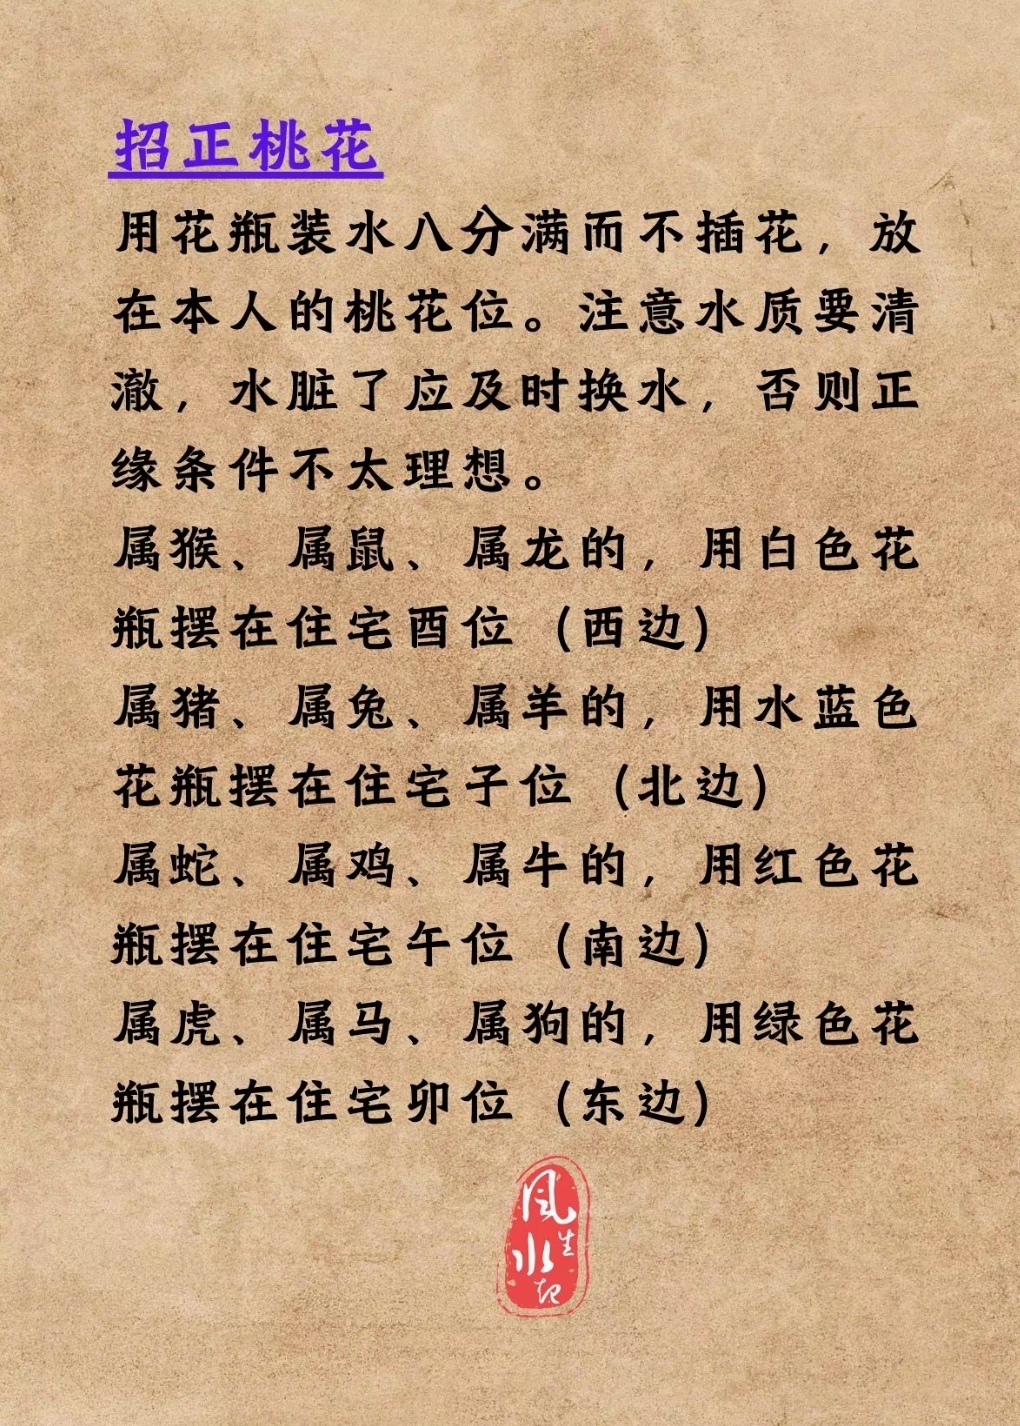 招正桃花
用花瓶装水八分满而不插花，放
在本人的桃花位。注意水质要清
澈，水脏了应及时换水，否则正
缘条件不太理想。
属猴、属鼠、属龙的，用白色花
瓶摆在住宅酉位（西边）
属猪、属兔、属羊的，用水蓝色
花瓶摆在住宅子位（北边）
属蛇、属鸡、属牛的，用红色花
瓶摆在住宅午位（南边）
属虎、属马、属狗的，用绿色花
瓶摆在住宅卯位（东边）
风生水起